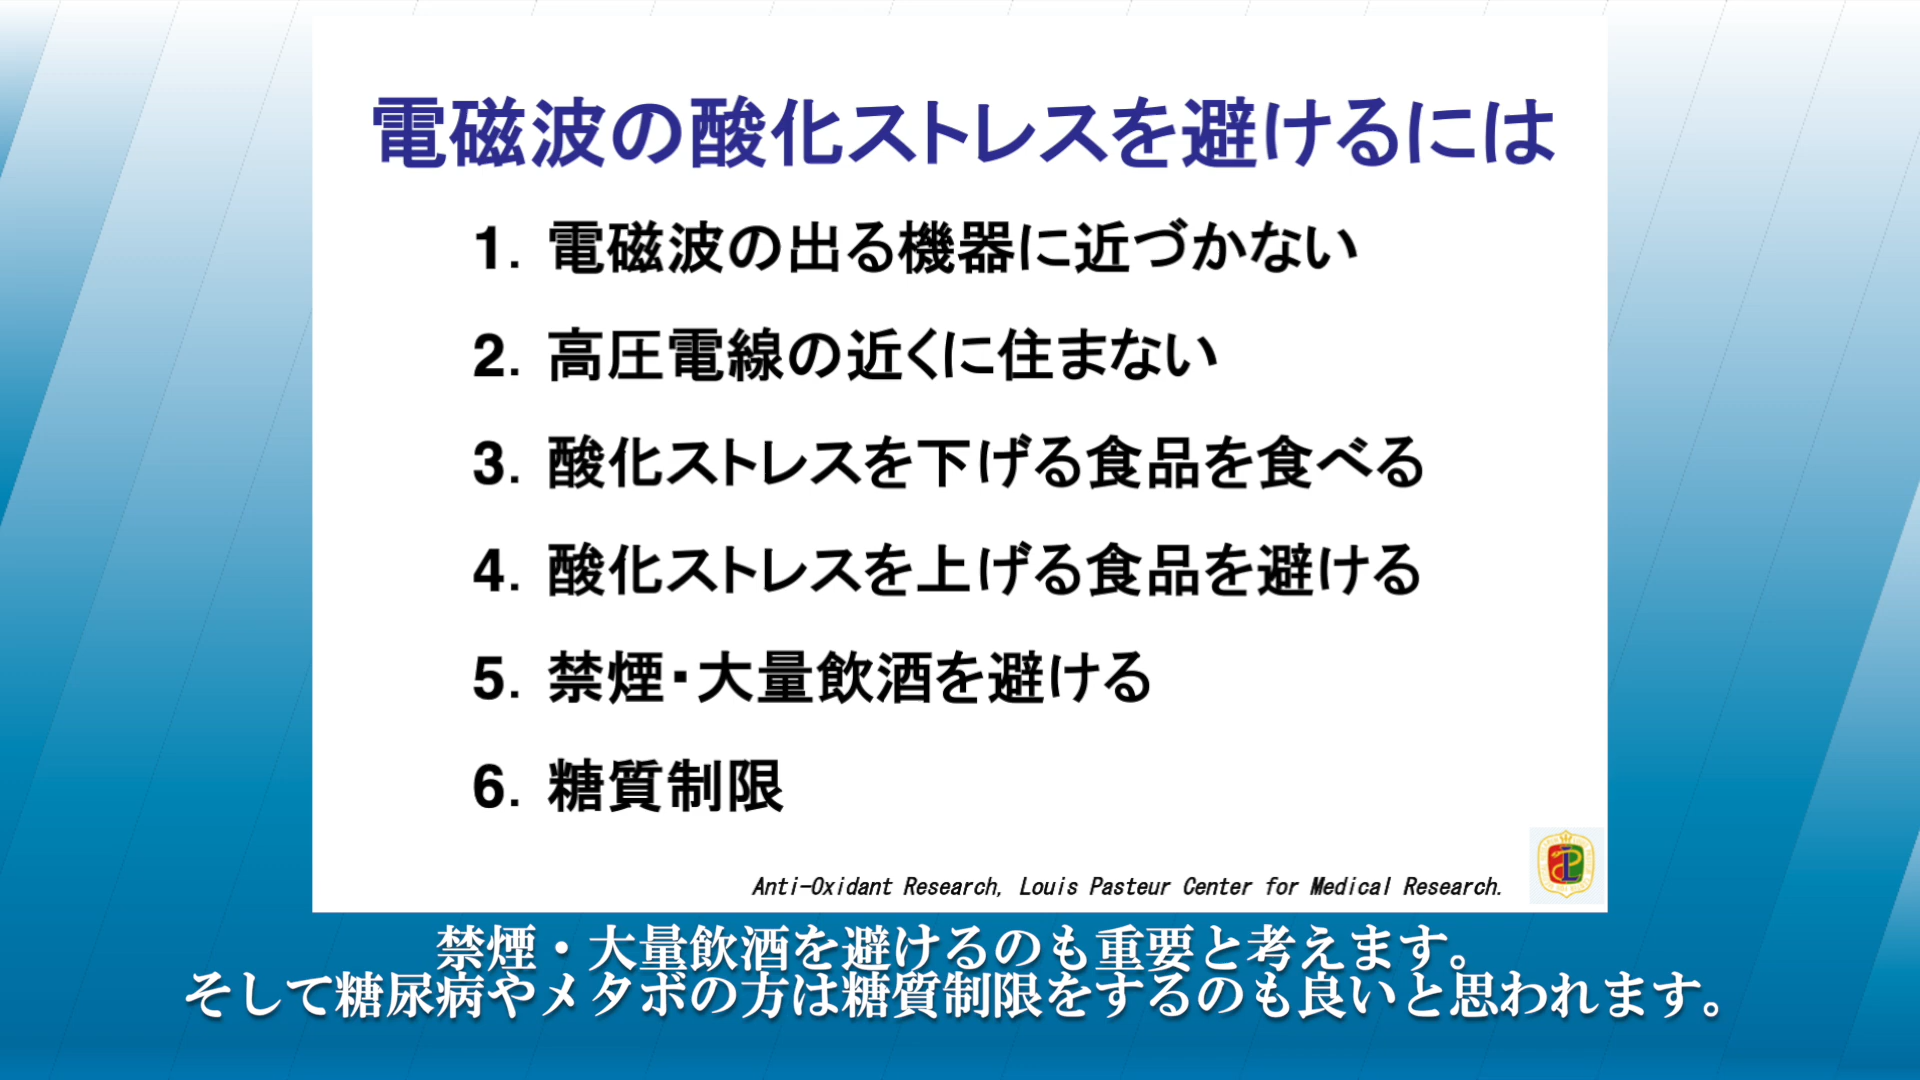 電磁波の酸化ストレスを避けるには
1. 電磁波の出る機器に近づかない
2. 高圧電線の近くに住まない
3. 酸化ストレスを下げる食品を食べる
4. 酸化ストレスを上げる食品を避ける
5. 禁煙・大量飲酒を避ける
6. 糖質制限
Anti-Oxidant Research, Louis Pasteur Center for Medical Research.
禁煙・大量飲酒を避けるのも重要と考えます。
そして糖尿病やメタボの方は糖質制限をするのも良いと思われます。